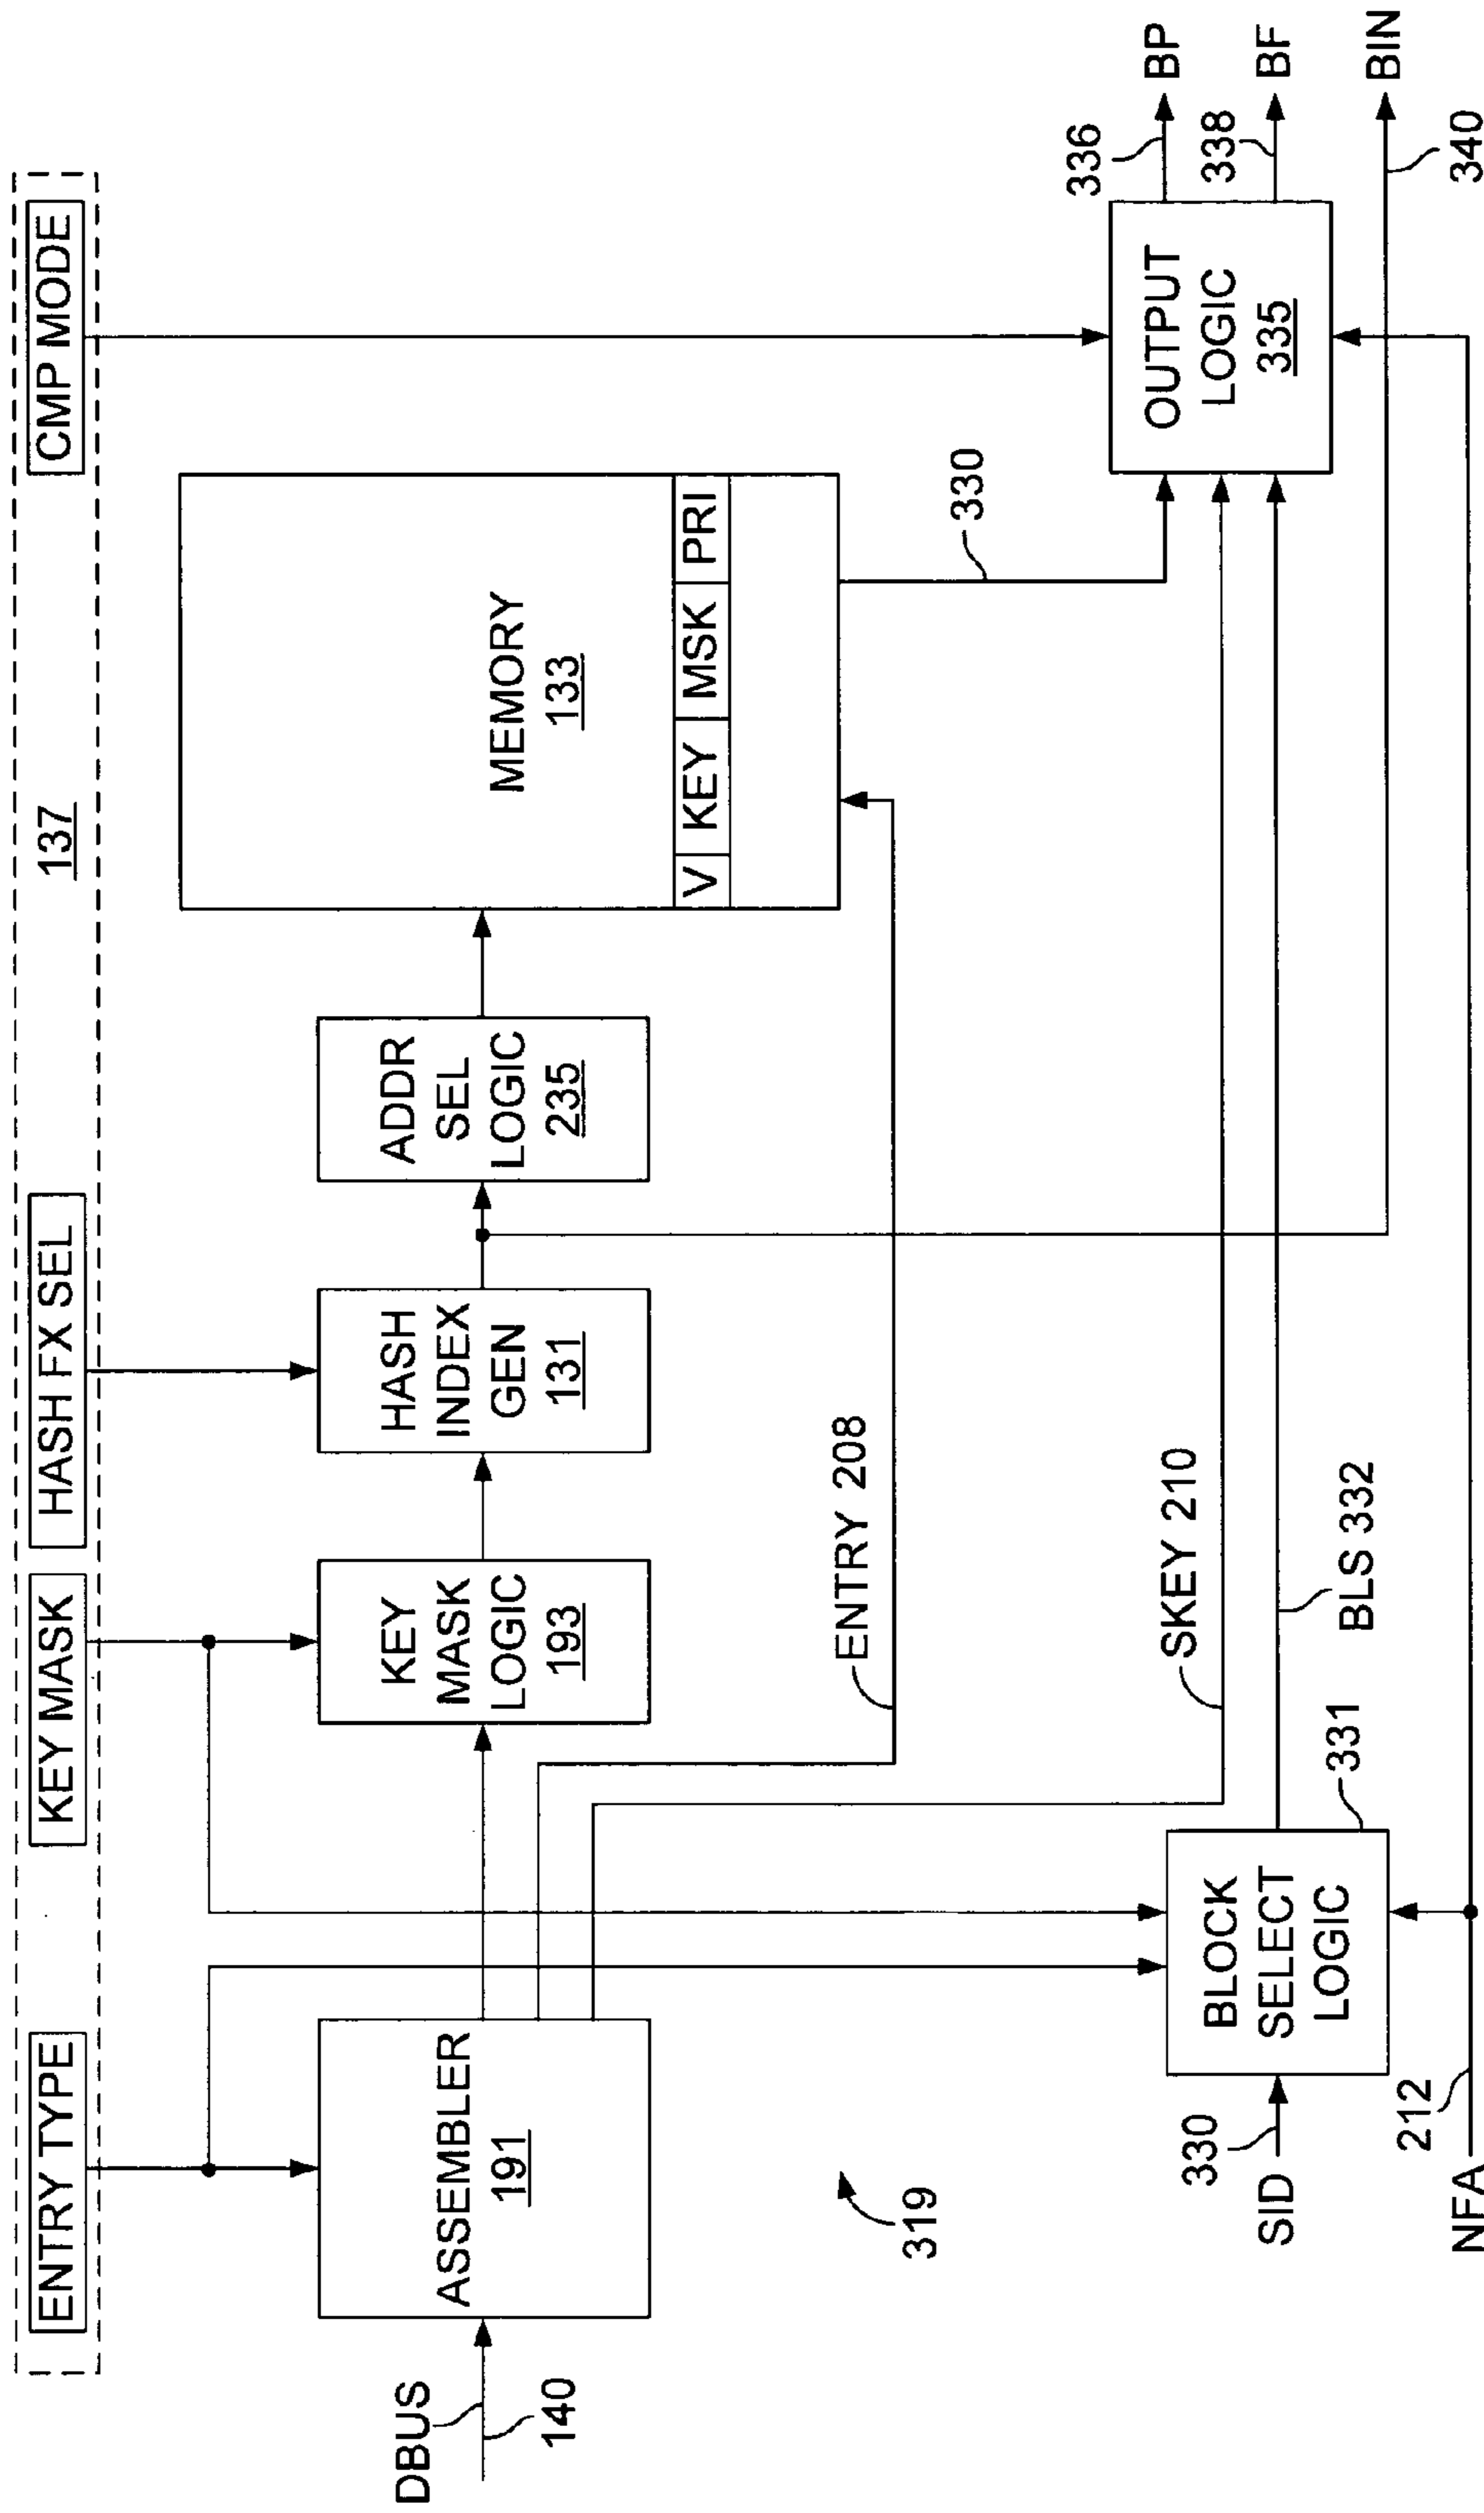 137
ENTRY TYPE
KEY MASK
HASH FX SEL
CMP MODE
DBUS
140
ASSEMBLER
191
KEY
MASK
LOGIC
193
HASH
INDEX
GEN
131
ADDR
SEL
LOGIC
235
MEMORY
133
V KEY MSK PRI
ENTRY 208
330
319
SKEY 210
BLOCK
SELECT
LOGIC
331
BLS 332
SID
330
NFA
212
OUTPUT
LOGIC
335
336
BP
338
BF
BIN
340